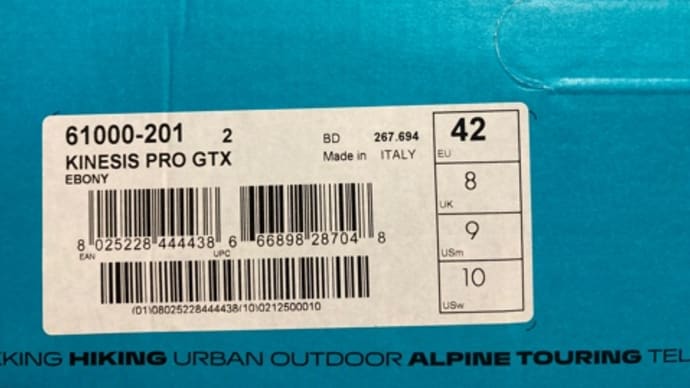 61000-201 2
KINESIS PRO GTX
EBONY
BD 267.694
Made in ITALY
8 025228 444438
EAN
6 66898 28704 8
UPC
(01)08025228444438(10)0212500010
42
EU
8
UK
9
USm
10
USw
KING HIKING URBAN OUTDOOR ALPINE TOURING TEL